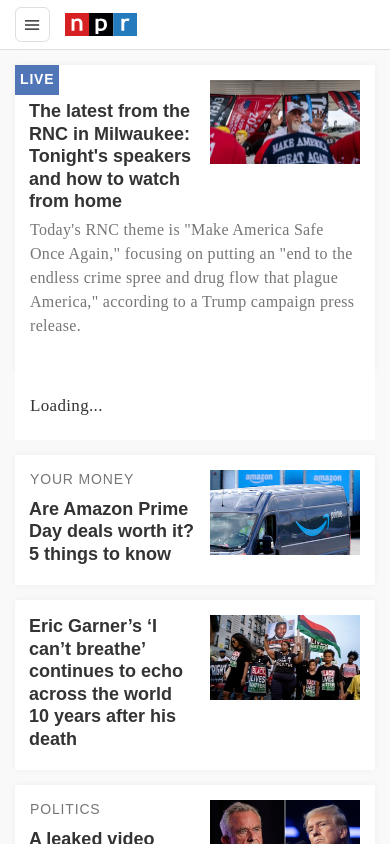 npr
LIVE
The latest from the
RNC in Milwaukee:
Tonight's speakers
and how to watch
from home
MAKE AMERICA
GREAT AGAIN
Today's RNC theme is "Make America Safe
Once Again," focusing on putting an "end to the
endless crime spree and drug flow that plague
America," according to a Trump campaign press
release.
Loading...
YOUR MONEY
Are Amazon Prime
Day deals worth it?
5 things to know
amazon
amazon
prime
Eric Garner’s ‘I
can’t breathe’
continues to echo
across the world
10 years after his
death
BLACK
LIVES
MATTER
POLITICS
A leaked video